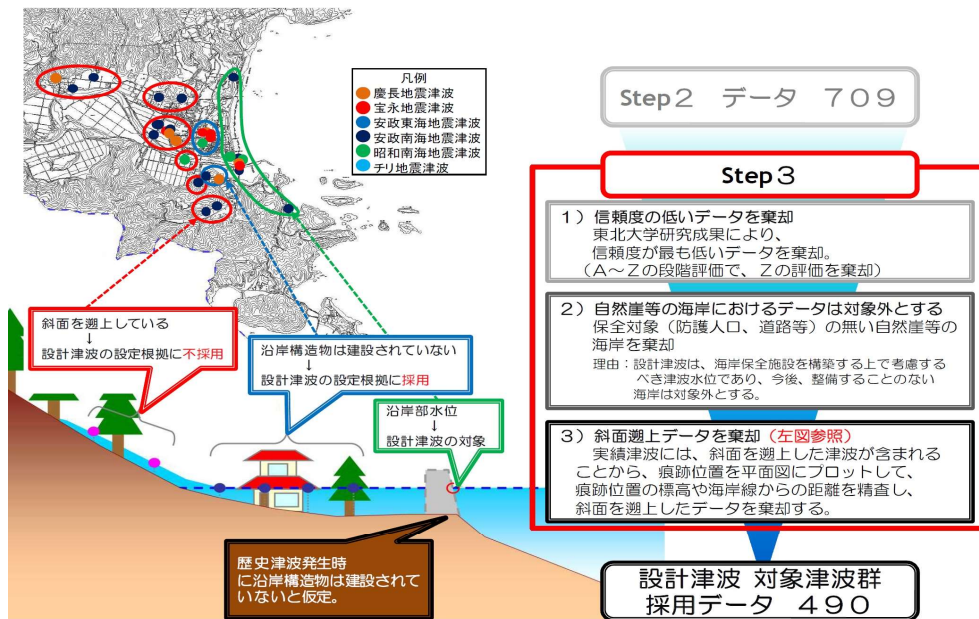 凡例
慶長地震津波
宝永地震津波
安政東海地震津波
安政南海地震津波
昭和南海地震津波
チリ地震津波
斜面を遡上している
↓
設計津波の設定根拠に不採用
沿岸構造物は建設されていない
↓
設計津波の設定根拠に採用
沿岸部水位
↓
設計津波の対象
歴史津波発生時
に沿岸構造物は建設されて
いないと仮定。
Step２ データ ７０９
Step３
１）信頼度の低いデータを棄却
東北大学研究成果により、
信頼度が最も低いデータを棄却。
（Ａ～Ｚの段階評価で、Ｚの評価を棄却）
２）自然崖等の海岸におけるデータは対象外とする
保全対象（防護人口、道路等）の無い自然崖等の
海岸を棄却
理由：設計津波は、海岸保全施設を構築する上で考慮する
べき津波水位であり、今後、整備することのない
海岸は対象外とする。
３）斜面遡上データを棄却（左図参照）
実績津波には、斜面を遡上した津波が含まれる
ことから、痕跡位置を平面図にプロットして、
痕跡位置の標高や海岸線からの距離を精査し、
斜面を遡上したデータを棄却する。
設計津波 対象津波群
採用データ ４９０